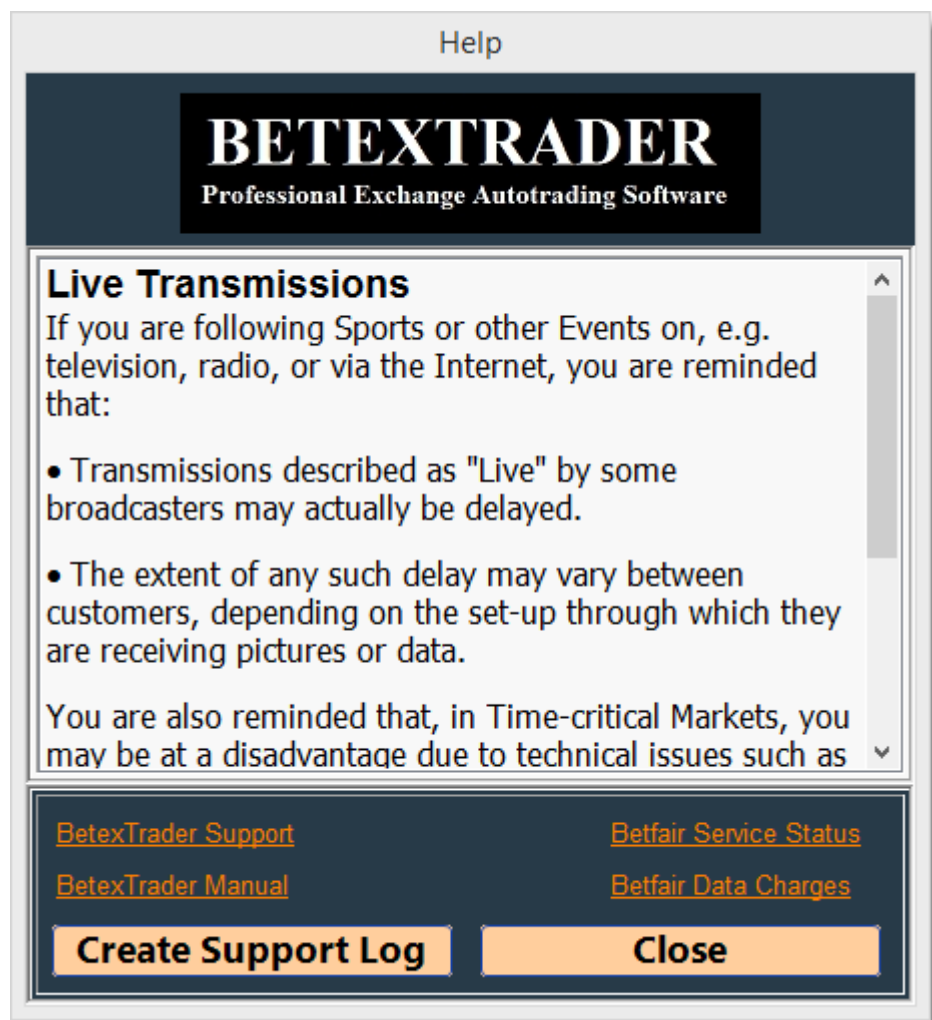 Help
BETEXTRADER
Professional Exchange Autotrading Software
Live Transmissions
If you are following Sports or other Events on, e.g.
television, radio, or via the Internet, you are reminded
that:
• Transmissions described as "Live" by some
broadcasters may actually be delayed.
• The extent of any such delay may vary between
customers, depending on the set-up through which they
are receiving pictures or data.
You are also reminded that, in Time-critical Markets, you
may be at a disadvantage due to technical issues such as
BetexTrader Support
Betfair Service Status
BetexTrader Manual
Betfair Data Charges
Create Support Log
Close